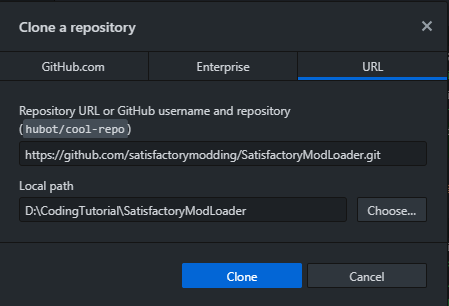 Clone a repository
GitHub.com Enterprise URL
Repository URL or GitHub username and repository
(hubot/cool-repo)
https://github.com/satisfactorymodding/SatisfactoryModLoader.git
Local path
D:\CodingTutorial\SatisfactoryModLoader Choose...
Clone Cancel